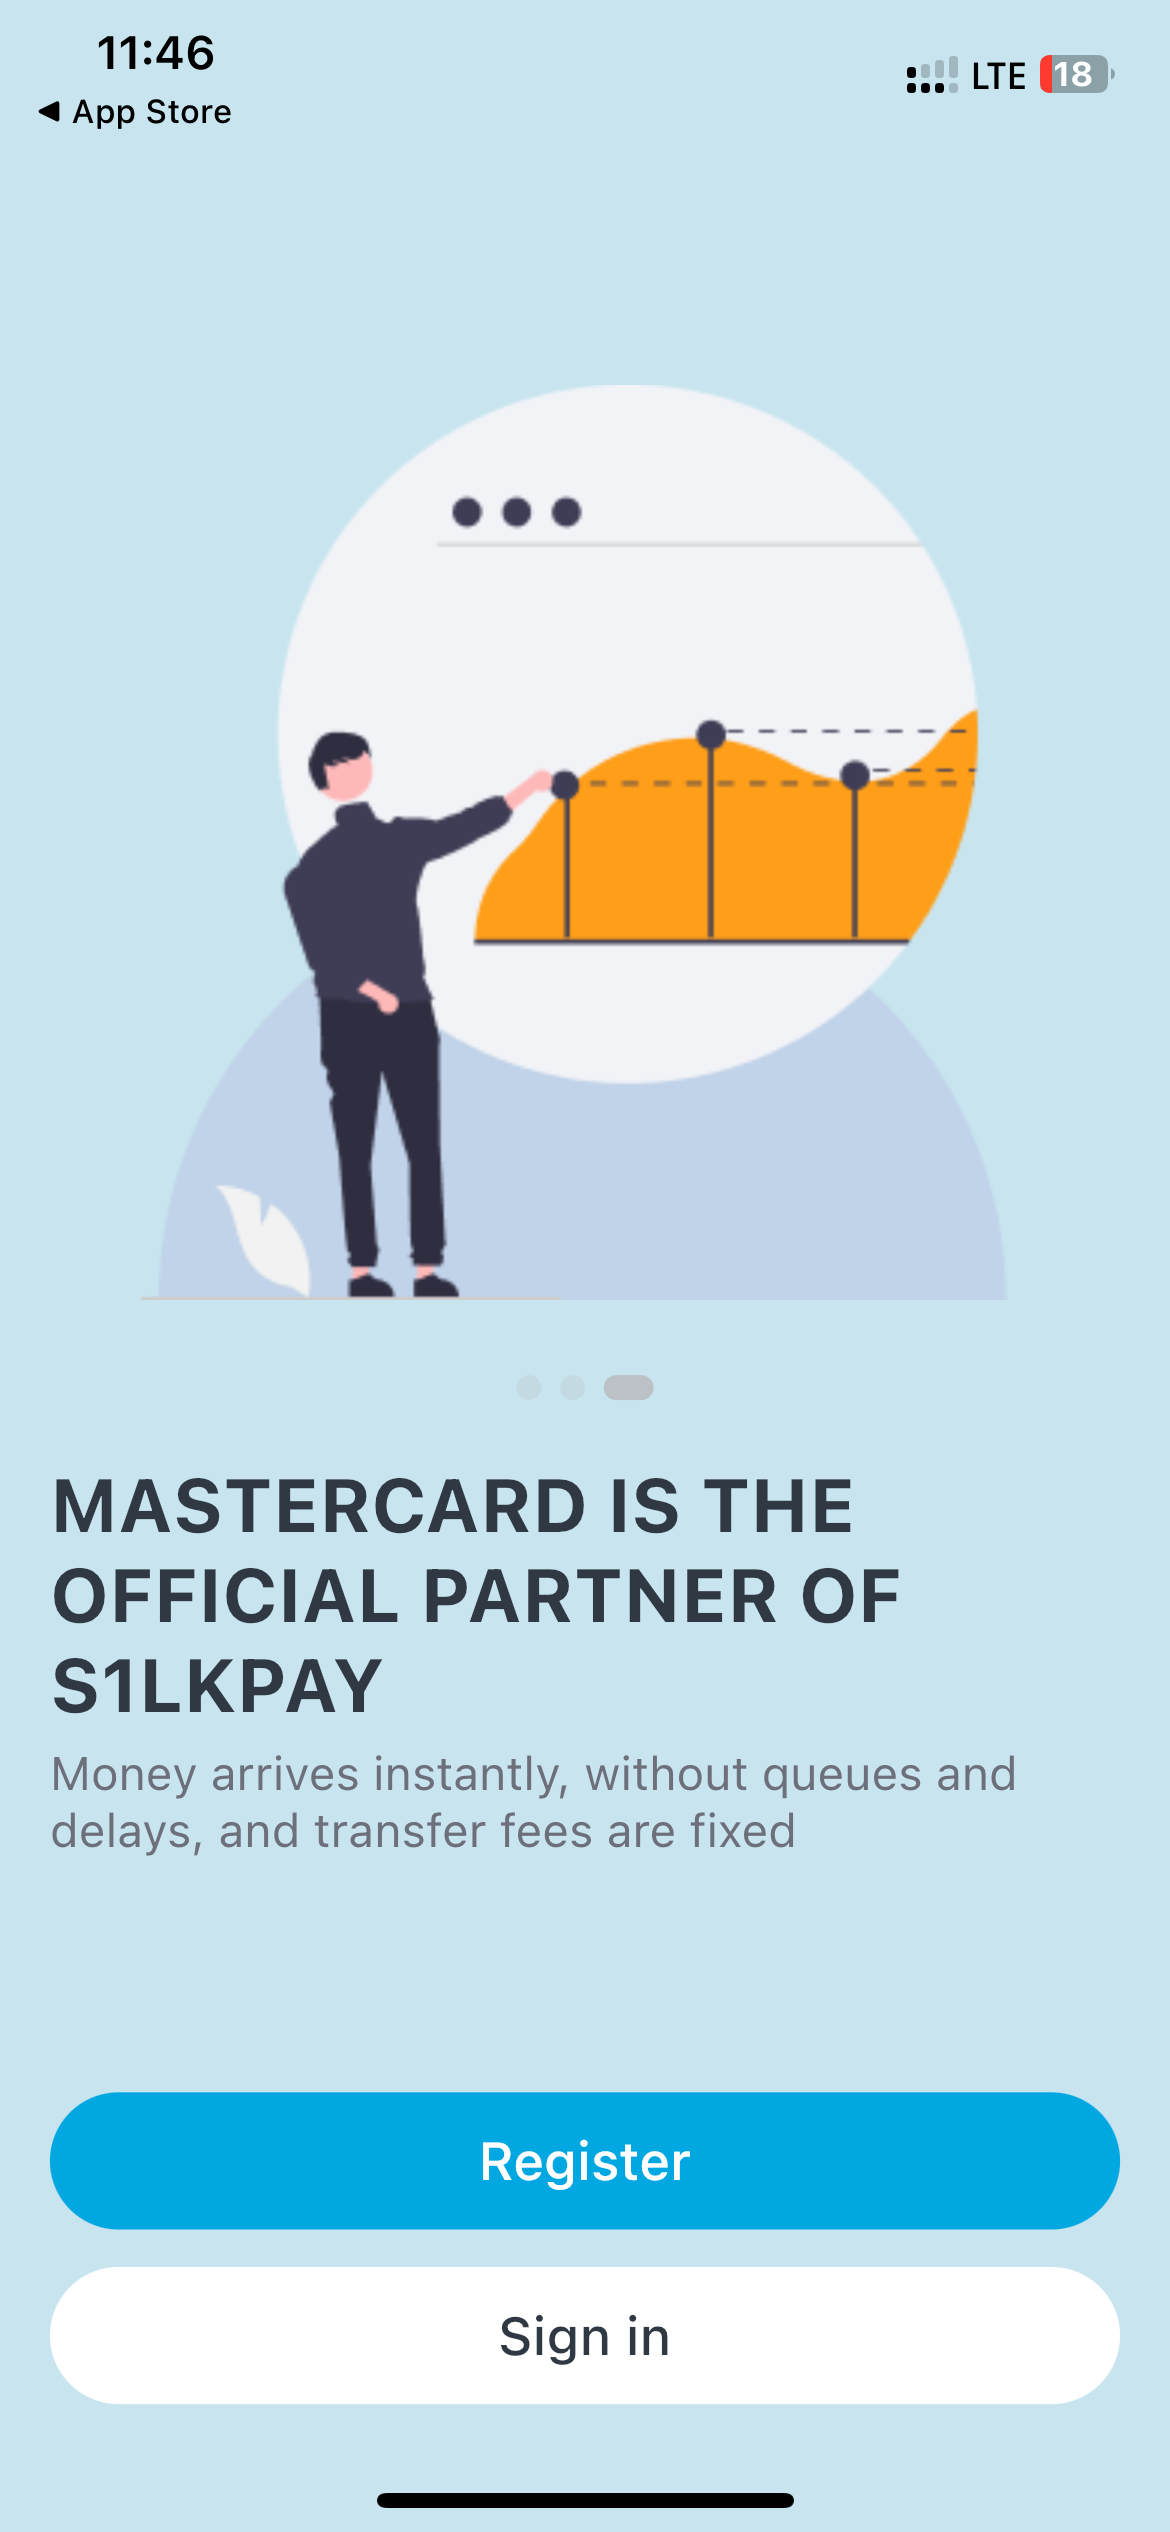 11:46
LTE 18
◀ App Store
MASTERCARD IS THE
OFFICIAL PARTNER OF
S1LKPAY
Money arrives instantly, without queues and
delays, and transfer fees are fixed
Register
Sign in